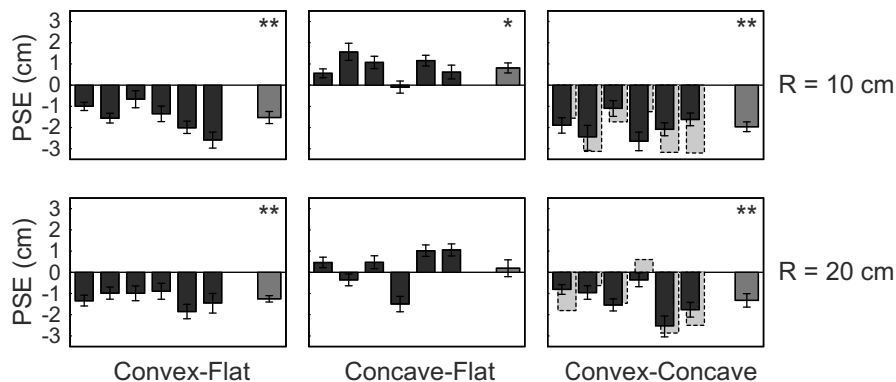 3
2
1
0
-1
-2
-3
PSE (cm)
**
*
**
R = 10 cm
3
2
1
0
-1
-2
-3
PSE (cm)
**
**
R = 20 cm
Convex-Flat
Concave-Flat
Convex-Concave